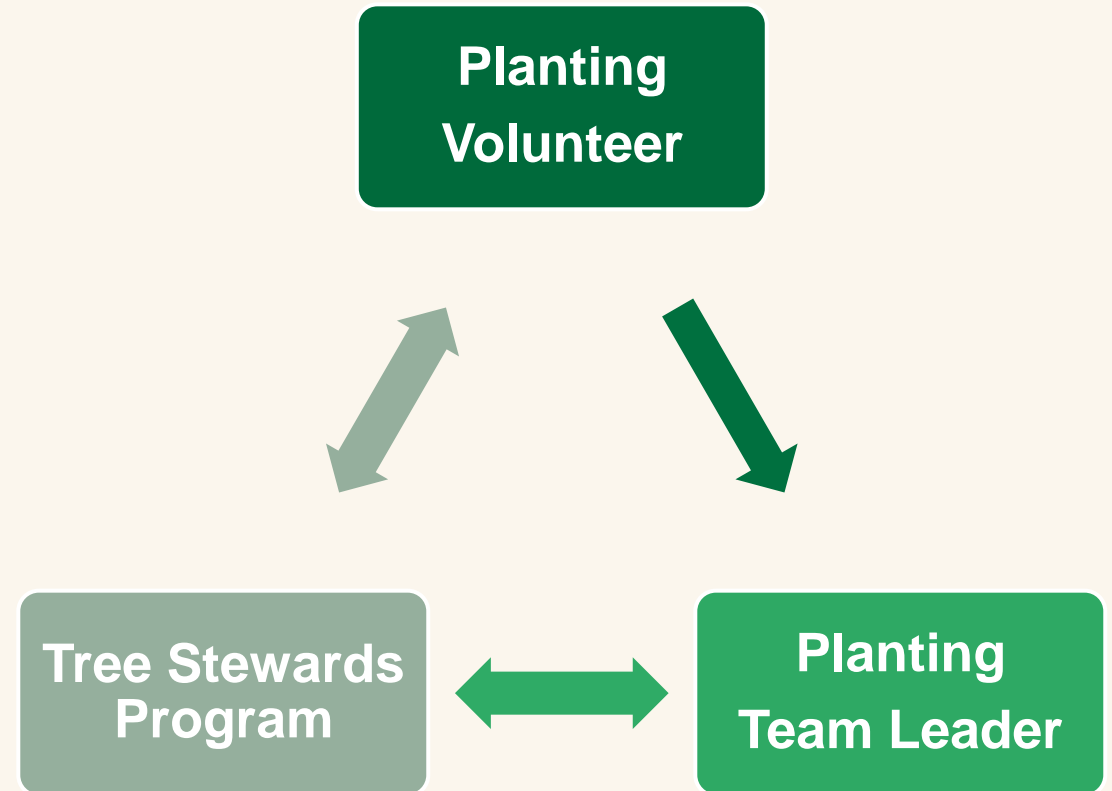 Planting
Volunteer
Tree Stewards
Program
Planting
Team Leader